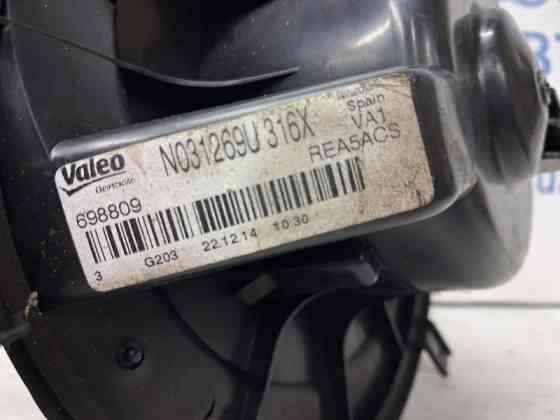 Valeo
N031269U 316X
Spain
VA1
REA5ACS
698809
3 G203 22.12.14 10:30